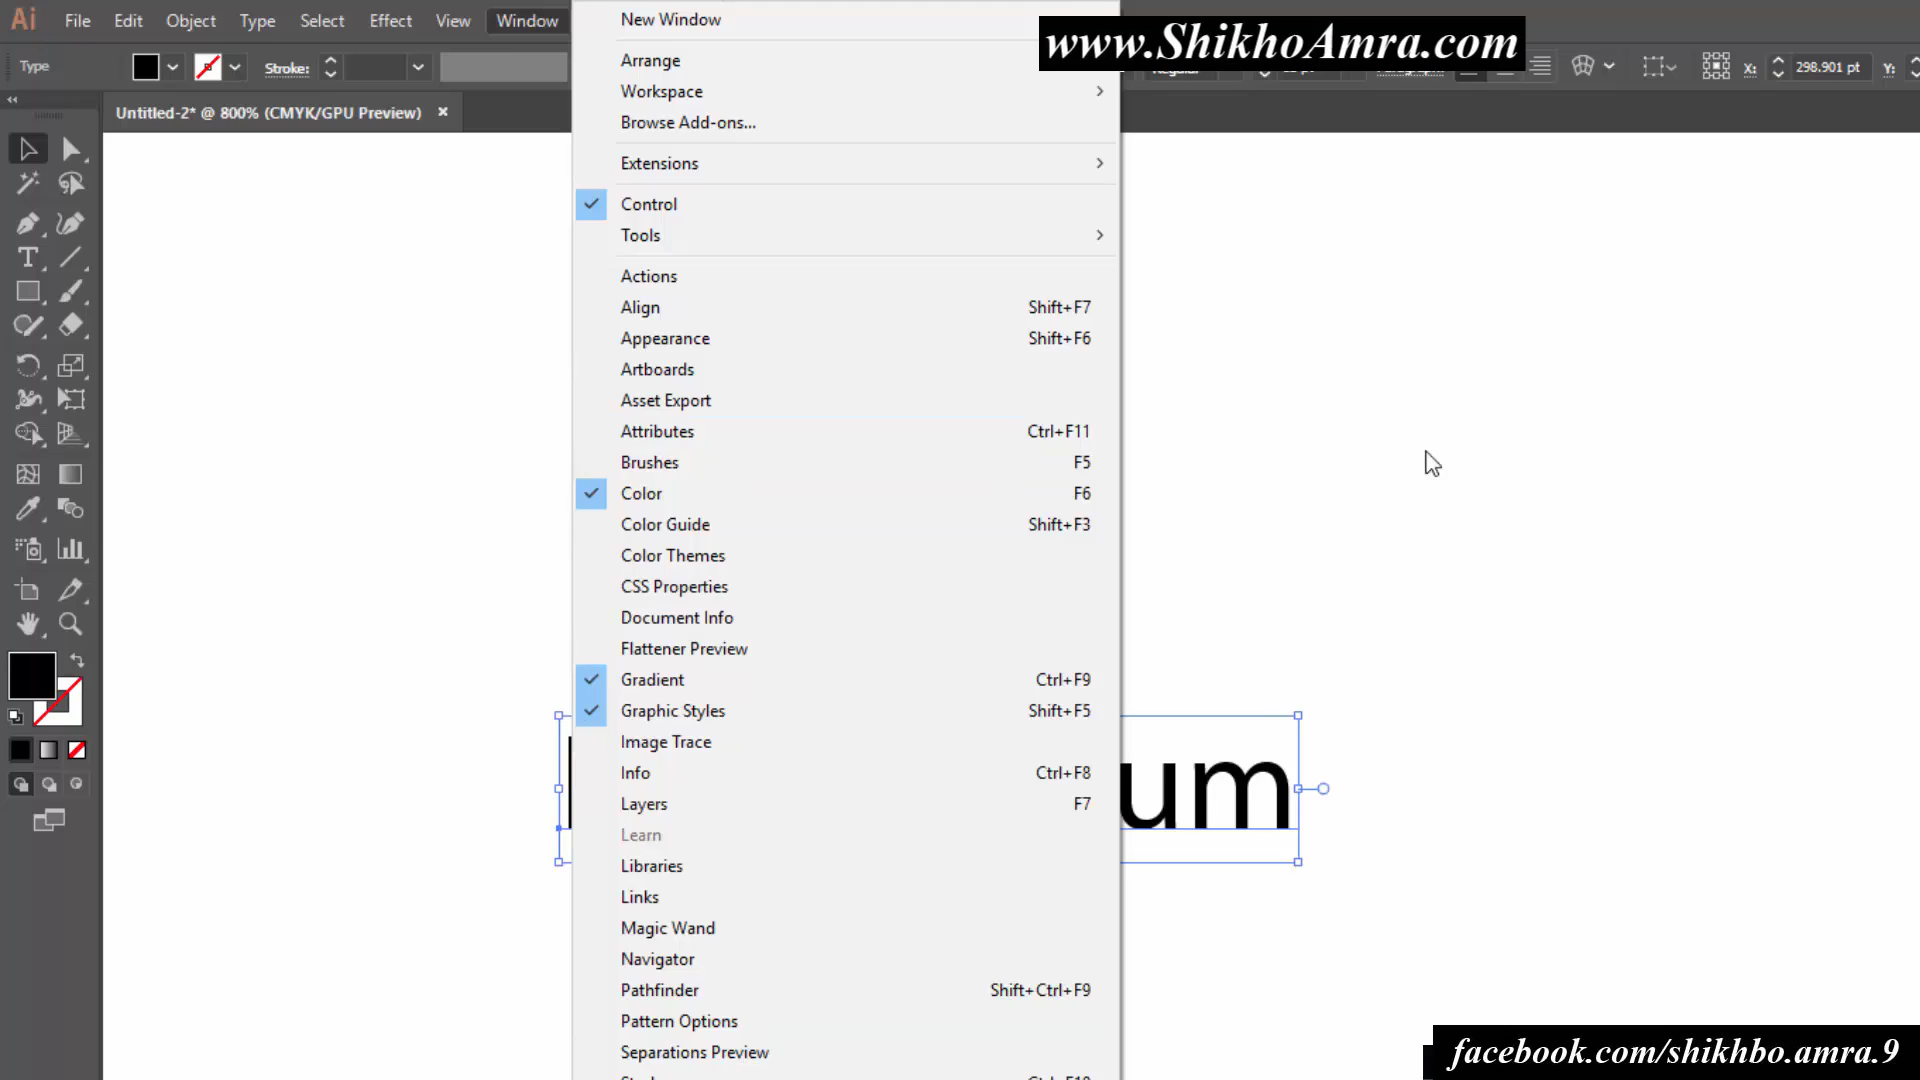 Ai File Edit Object Type Select Effect View Window
www.ShikhoAmra.com
Type Stroke: X: 298.901 pt Y:
Untitled-2* @ 800% (CMYK/GPU Preview) ×
New Window
Arrange
Workspace
Browse Add-ons...
Extensions
Control
Tools
Actions
Align Shift+F7
Appearance Shift+F6
Artboards
Asset Export
Attributes Ctrl+F11
Brushes F5
Color F6
Color Guide Shift+F3
Color Themes
CSS Properties
Document Info
Flattener Preview
Gradient Ctrl+F9
Graphic Styles Shift+F5
Image Trace
Info Ctrl+F8
um
Layers F7
Learn
Libraries
Links
Magic Wand
Navigator
Pathfinder Shift+Ctrl+F9
Pattern Options
Separations Preview
facebook.com/shikhbo.amra.9